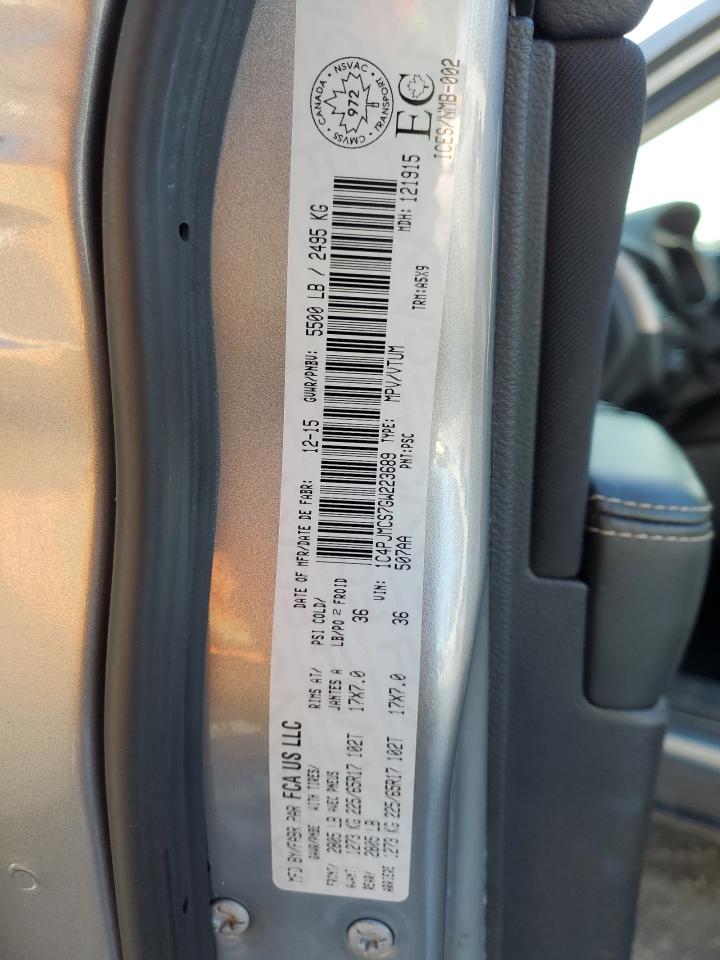 MFD BY/FABR PAR FCA US LLC
DATE OF MFR/DATE DE FABR: 12-15 GVWR/PNBV: 5500 LB / 2495 KG
GAWR/PNBE WITH TIRES/ RIMS AT/ PSI COLD/
FRONT/ 2805 LB AVEC PNEUS JANTES A LB/PO 2 FROID
AVANT 1273 KG 225/65R17 102T 17X7.0 36
REAR/ 2805 LB
ARRIERE 1273 KG 225/65R17 102T 17X7.0 36
VIN: 1C4PJMCS7GW223689 TYPE: MPV/VTUM
507AA PNT:PSC TRM:A5X9
MDH: 121915
CANADA • NSVAC • TRANSPORT • CMVSS •
972
EC
ICES/NMB-002